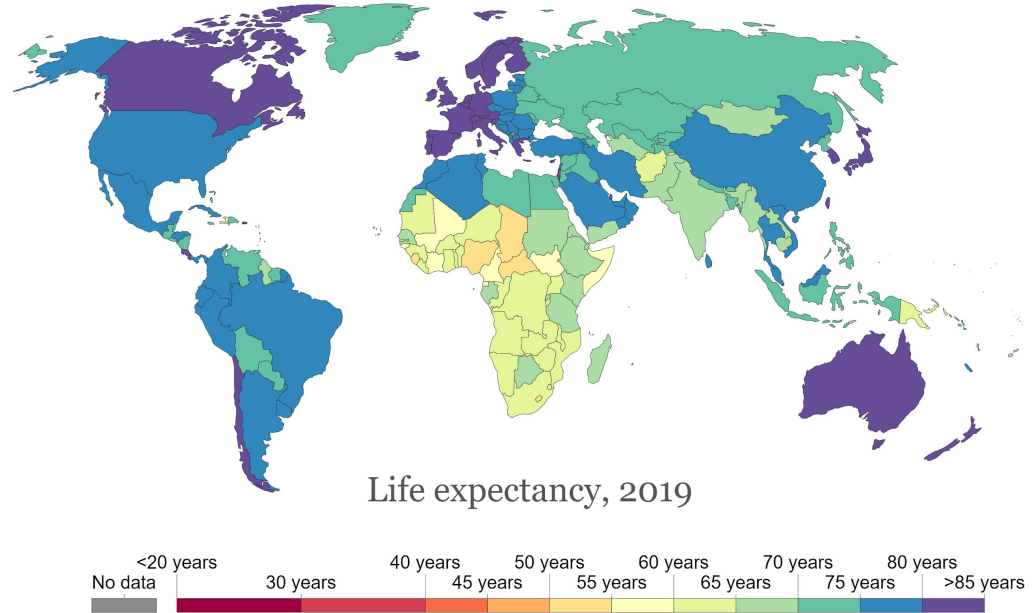 Life expectancy, 2019
<20 years 40 years 50 years 60 years 70 years 80 years
No data 30 years 45 years 55 years 65 years 75 years >85 years